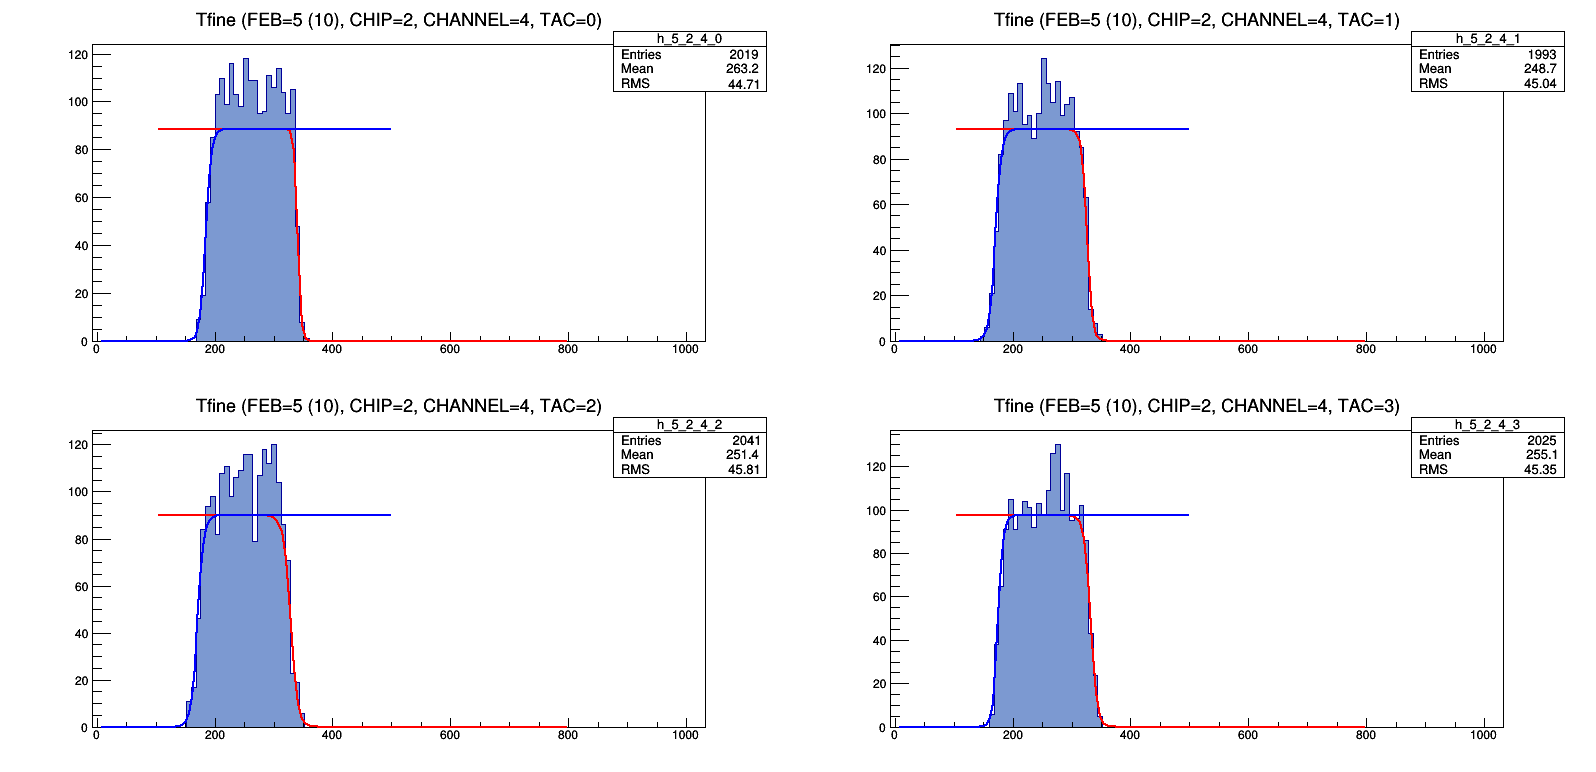 Tfine (FEB=5 (10), CHIP=2, CHANNEL=4, TAC=0)
h_5_2_4_0
Entries 2019
Mean 263.2
RMS 44.71
120
100
80
60
40
20
0
0 200 400 600 800 1000
Tfine (FEB=5 (10), CHIP=2, CHANNEL=4, TAC=1)
h_5_2_4_1
Entries 1993
Mean 248.7
RMS 45.04
120
100
80
60
40
20
0
0 200 400 600 800 1000
Tfine (FEB=5 (10), CHIP=2, CHANNEL=4, TAC=2)
h_5_2_4_2
Entries 2041
Mean 251.4
RMS 45.81
120
100
80
60
40
20
0
0 200 400 600 800 1000
Tfine (FEB=5 (10), CHIP=2, CHANNEL=4, TAC=3)
h_5_2_4_3
Entries 2025
Mean 255.1
RMS 45.35
120
100
80
60
40
20
0
0 200 400 600 800 1000